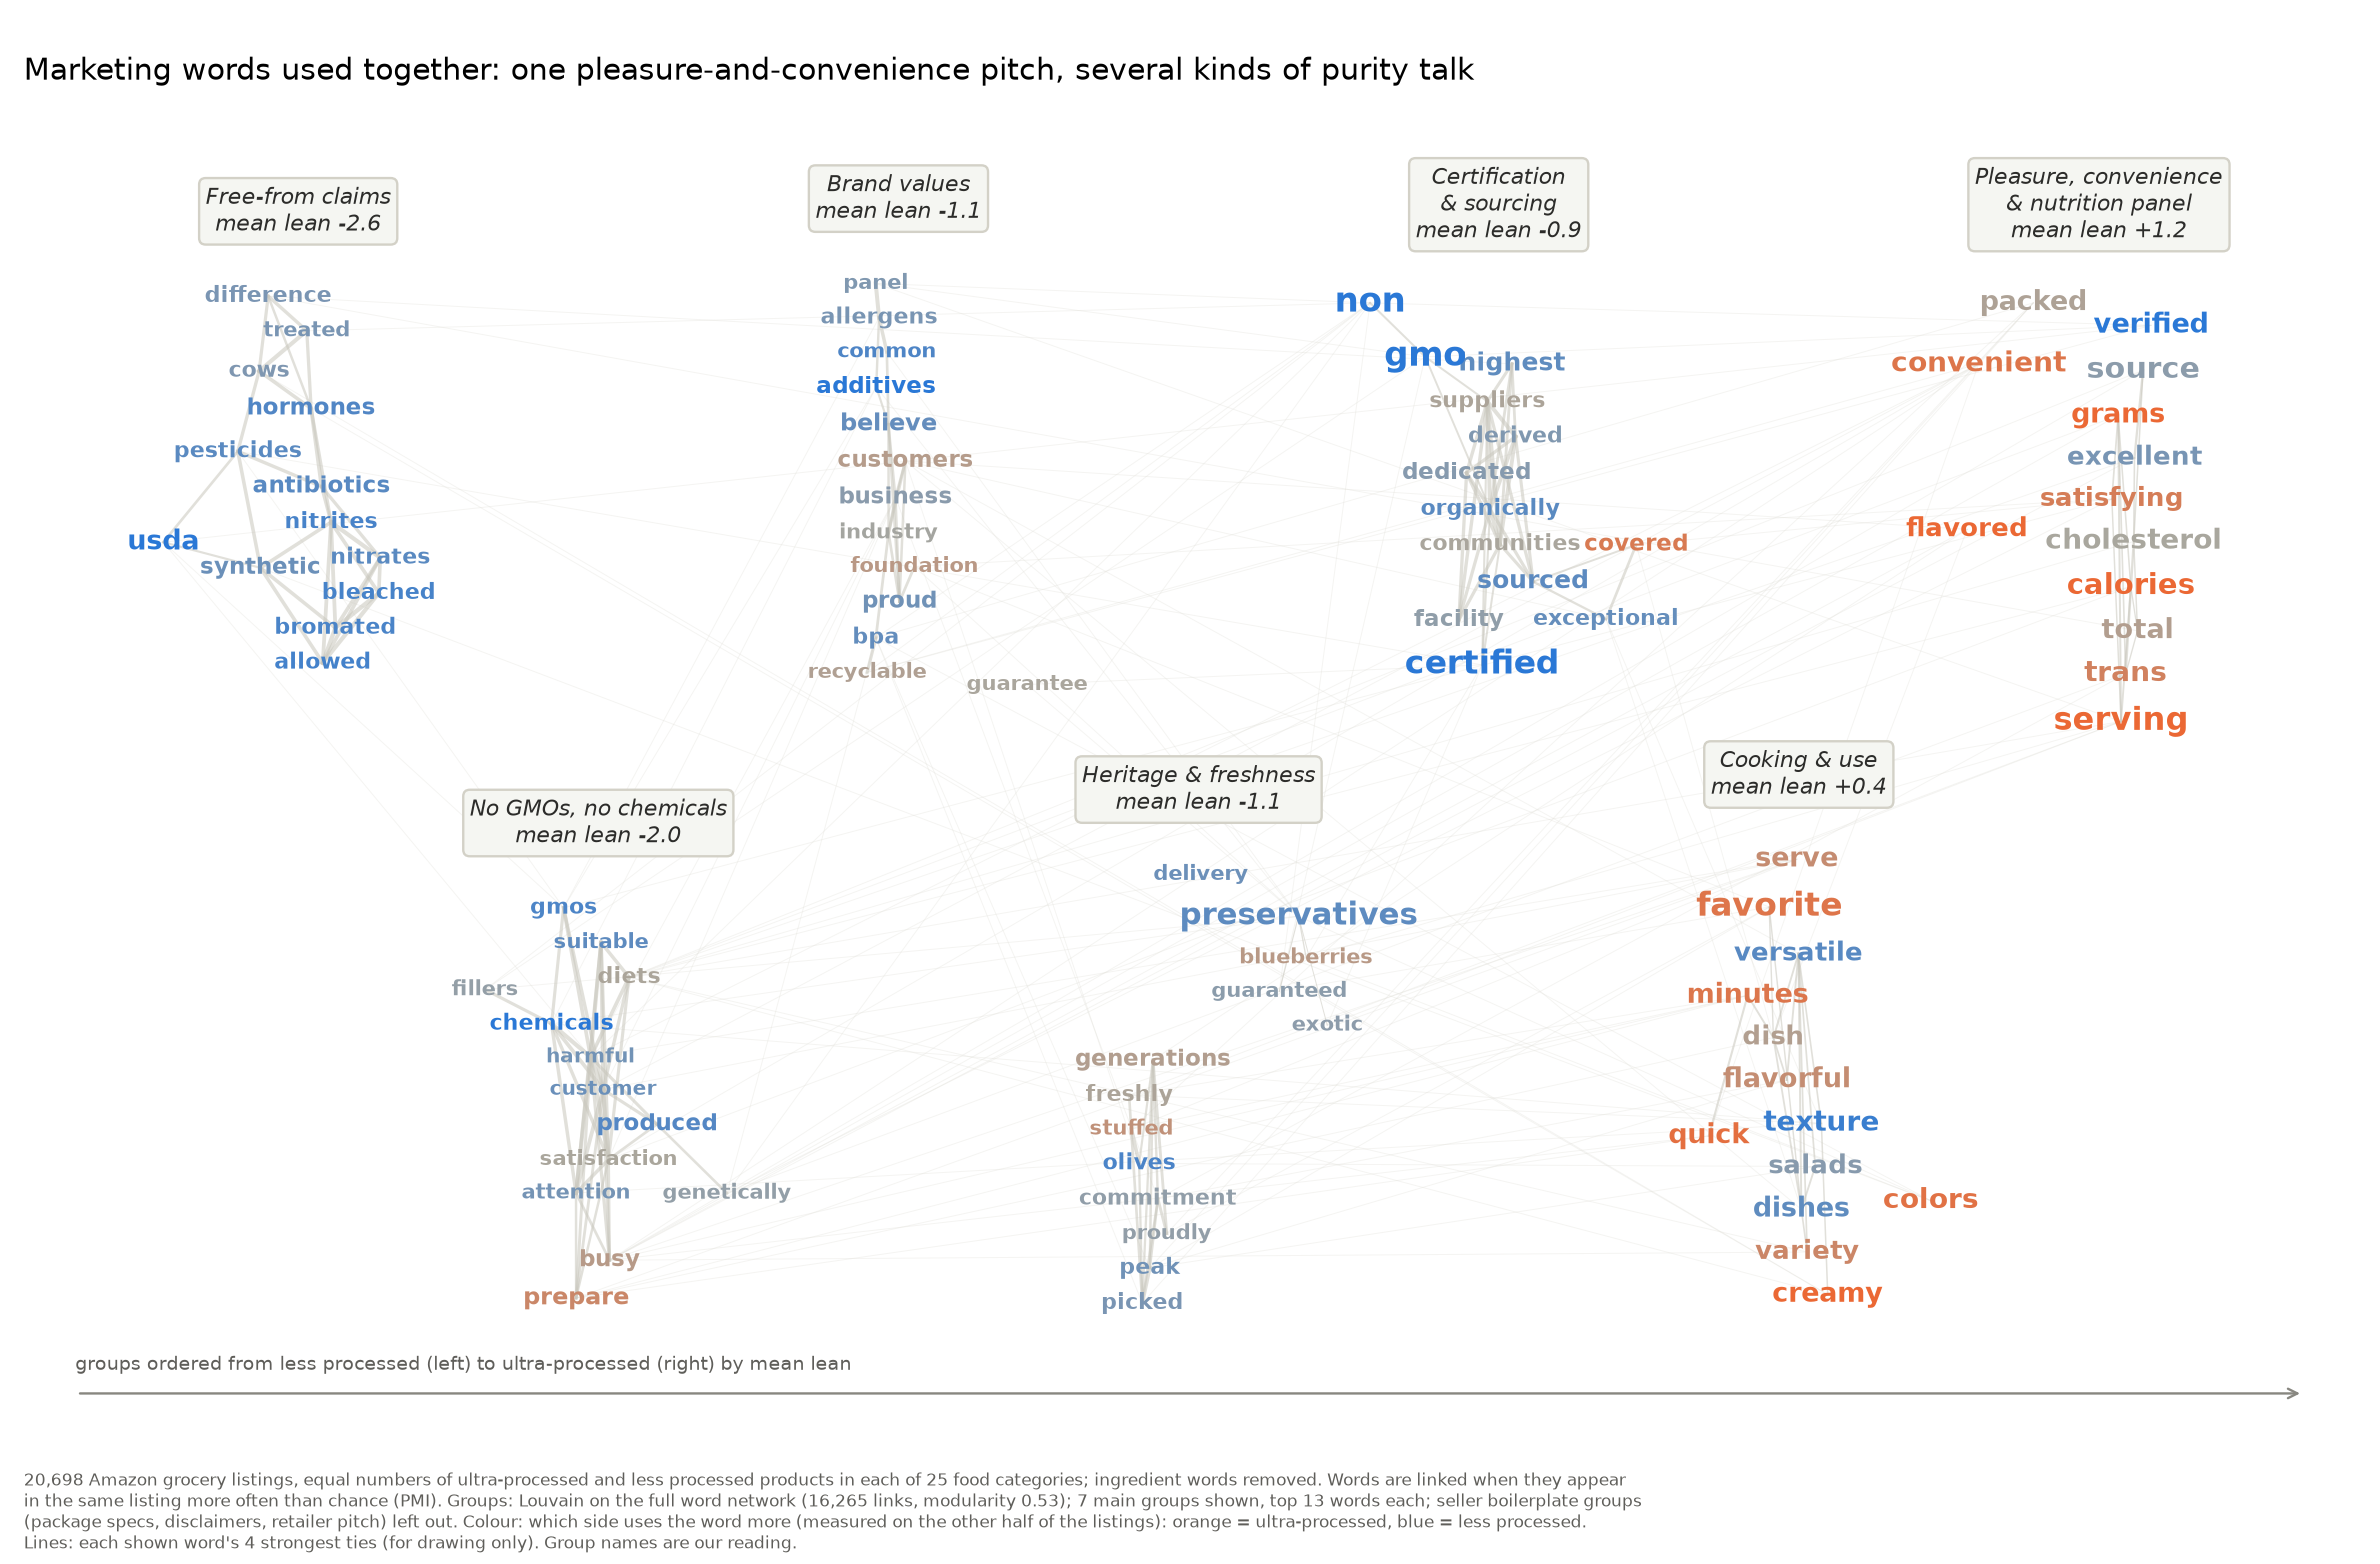 Marketing words used together: one pleasure-and-convenience pitch, several kinds of purity talk
Free-from claims
mean lean -2.6
difference
treated
cows
hormones
pesticides
antibiotics
nitrites
usda
nitrates
synthetic
bleached
bromated
allowed
Brand values
mean lean -1.1
panel
allergens
common
additives
believe
customers
business
industry
foundation
proud
bpa
recyclable
guarantee
Certification
& sourcing
mean lean -0.9
non
gmo
highest
suppliers
derived
dedicated
organically
communities
covered
sourced
facility
exceptional
certified
Pleasure, convenience
& nutrition panel
mean lean +1.2
packed
verified
convenient
source
grams
excellent
satisfying
flavored
cholesterol
calories
total
trans
serving
No GMOs, no chemicals
mean lean -2.0
gmos
suitable
diets
fillers
chemicals
harmful
customer
produced
satisfaction
attention
genetically
busy
prepare
Heritage & freshness
mean lean -1.1
delivery
preservatives
blueberries
guaranteed
exotic
generations
freshly
stuffed
olives
commitment
proudly
peak
picked
Cooking & use
mean lean +0.4
serve
favorite
versatile
minutes
dish
flavorful
texture
quick
salads
colors
dishes
variety
creamy
groups ordered from less processed (left) to ultra-processed (right) by mean lean
20,698 Amazon grocery listings, equal numbers of ultra-processed and less processed products in each of 25 food categories; ingredient words removed. Words are linked when they appear
in the same listing more often than chance (PMI). Groups: Louvain on the full word network (16,265 links, modularity 0.53); 7 main groups shown, top 13 words each; seller boilerplate groups
(package specs, disclaimers, retailer pitch) left out. Colour: which side uses the word more (measured on the other half of the listings): orange = ultra-processed, blue = less processed.
Lines: each shown word's 4 strongest ties (for drawing only). Group names are our reading.